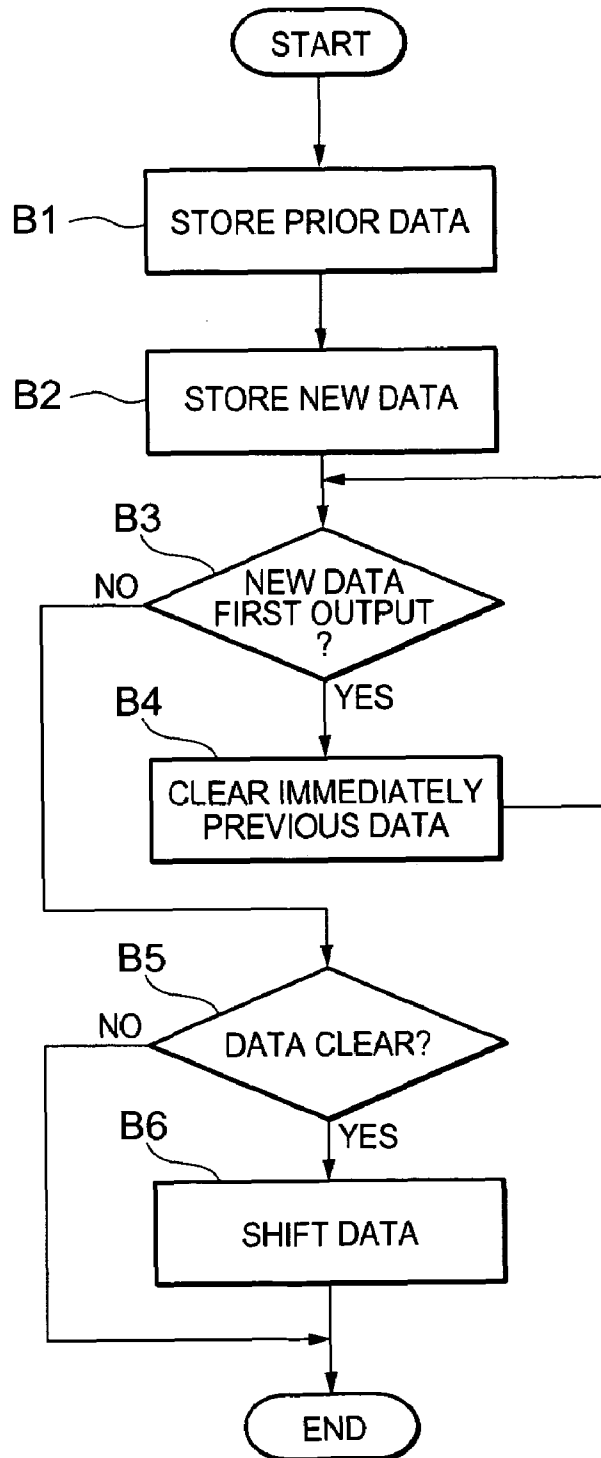 START
B1
STORE PRIOR DATA
B2
STORE NEW DATA
B3
NO
NEW DATA
FIRST OUTPUT
?
YES
B4
CLEAR IMMEDIATELY
PREVIOUS DATA
B5
NO
DATA CLEAR?
YES
B6
SHIFT DATA
END